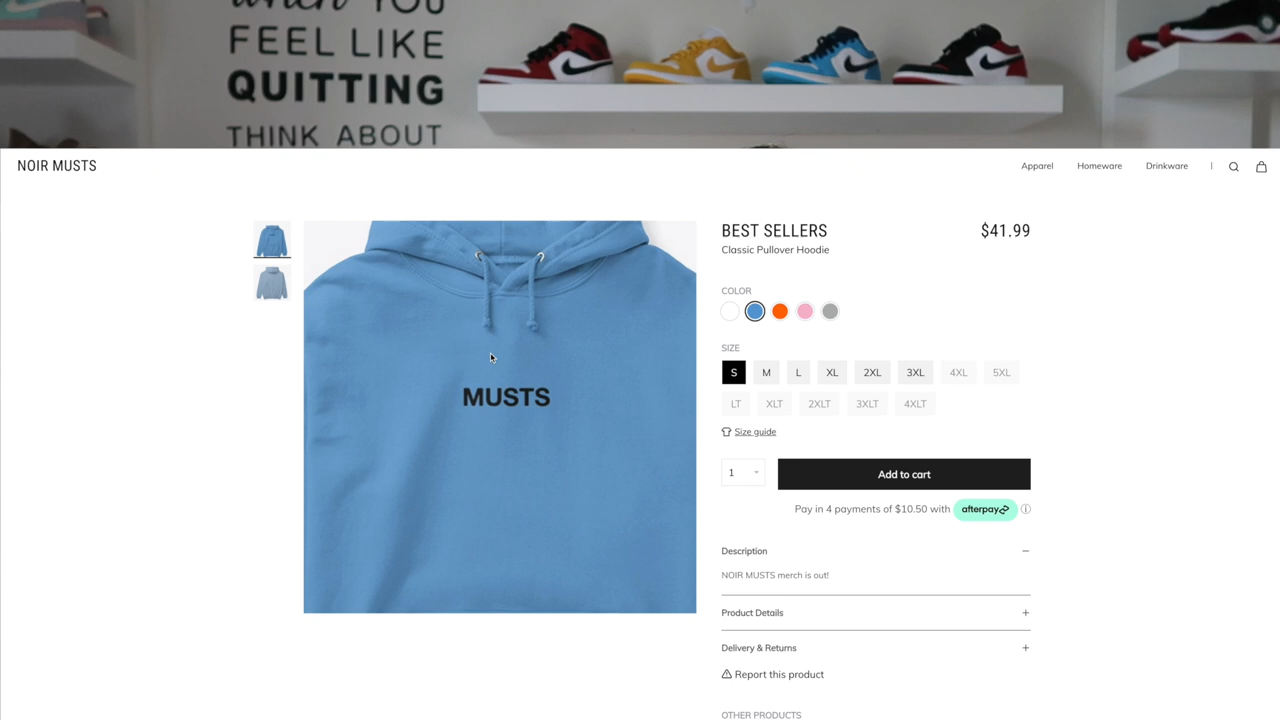 when YOU
FEEL LIKE
QUITTING
THINK ABOUT
NOIR MUSTS
Apparel
Homeware
Drinkware
|
MUSTS
BEST SELLERS
$41.99
Classic Pullover Hoodie
COLOR
SIZE
S M L XL 2XL 3XL 4XL 5XL
LT XLT 2XLT 3XLT 4XLT
Size guide
1
Add to cart
Pay in 4 payments of $10.50 with afterpay
Description
NOIR MUSTS merch is out!
Product Details
Delivery & Returns
Report this product
OTHER PRODUCTS